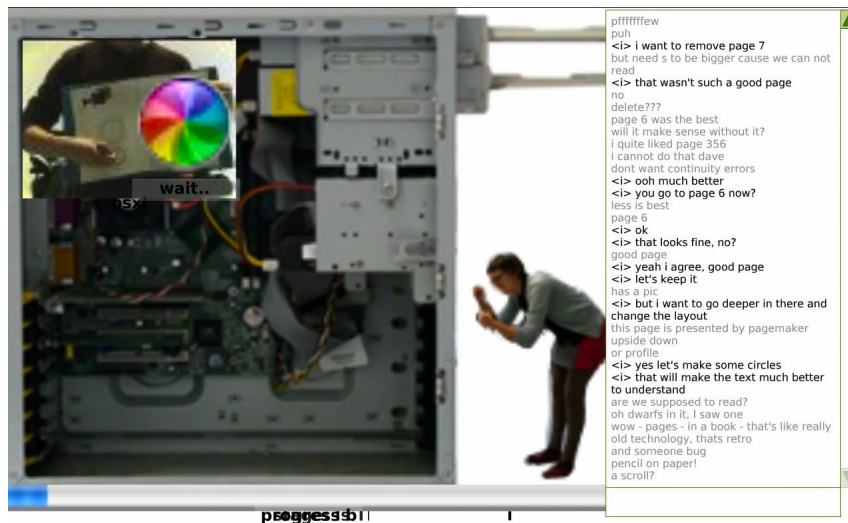 wait..
pfffffffew
puh
<i> i want to remove page 7
but need s to be bigger cause we can not
read
<i> that wasn't such a good page
no
delete???
page 6 was the best
will it make sense without it?
i quite liked page 356
i cannot do that dave
dont want continuity errors
<i> ooh much better
<i> you go to page 6 now?
less is best
page 6
<i> ok
<i> that looks fine, no?
good page
<i> yeah i agree, good page
<i> let's keep it
has a pic
<i> but i want to go deeper in there and
change the layout
this page is presented by pagemaker
upside down
or profile
<i> yes let's make some circles
<i> that will make the text much better
to understand
are we supposed to read?
oh dwarfs in it, I saw one
wow - pages - in a book - that's like really
old technology, thats retro
and someone bug
pencil on paper!
a scroll?